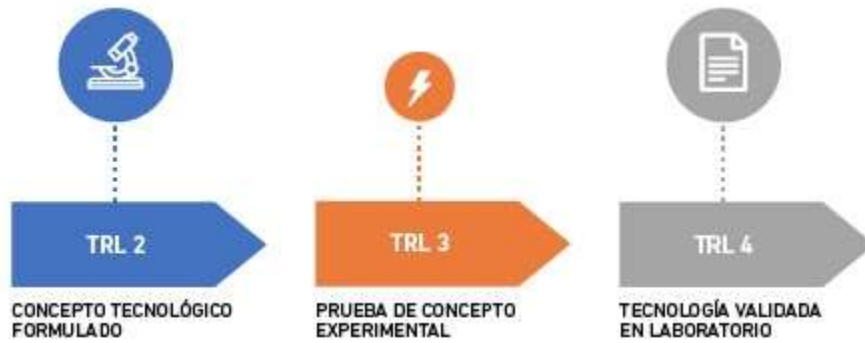 TRL 2
CONCEPTO TECNOLÓGICO
FORMULADO
TRL 3
PRUEBA DE CONCEPTO
EXPERIMENTAL
TRL 4
TECNOLOGÍA VALIDADA
EN LABORATORIO